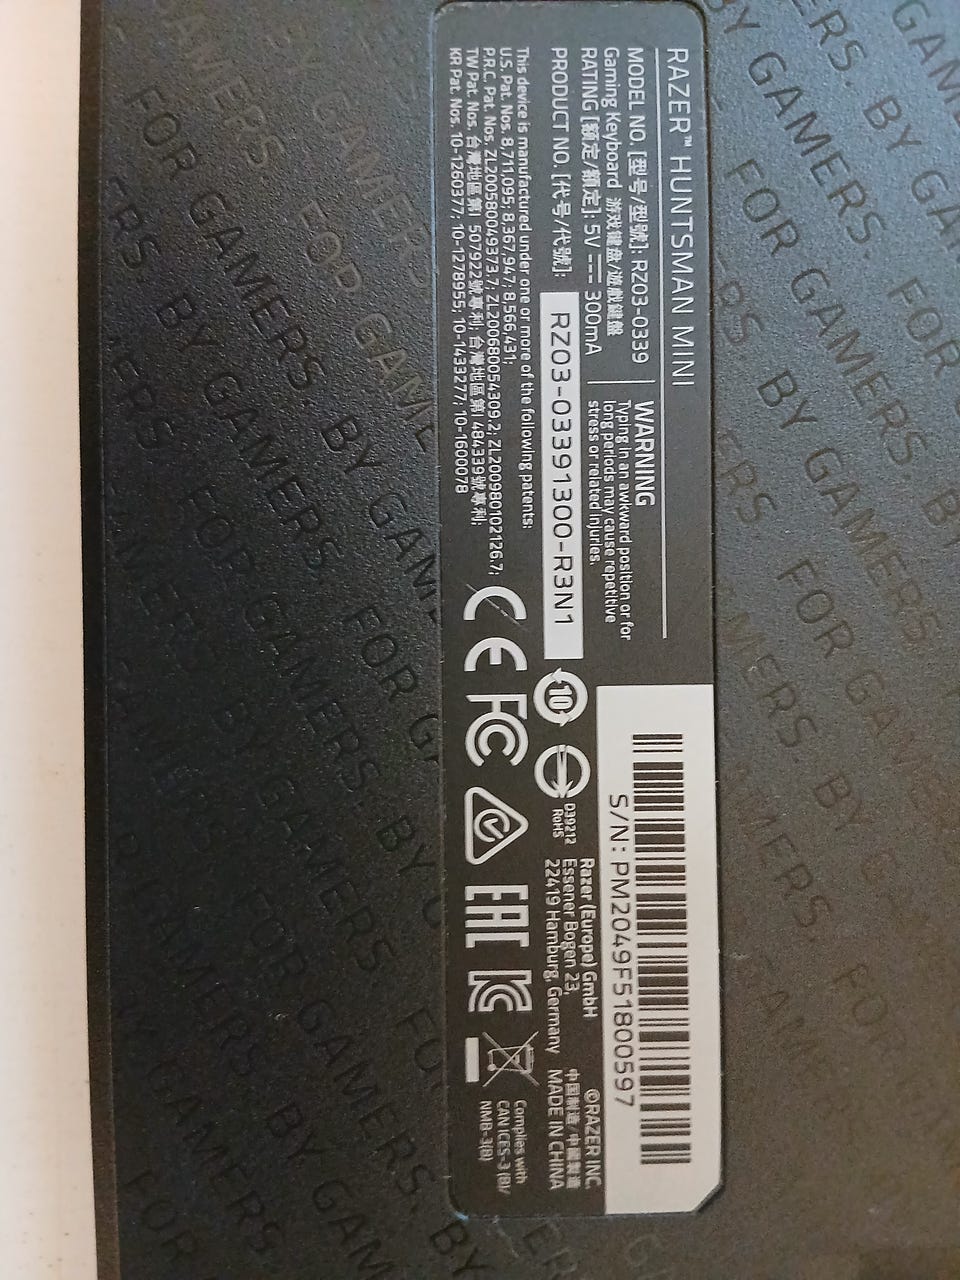 RAZER™ HUNTSMAN MINI
MODEL NO. [型号/型號]: RZ03-0339
Gaming Keyboard 游戏键盘/遊戲鍵盤
RATING [额定/額定]: 5V ⎓ 300mA
PRODUCT NO. [代号/代號]:
RZ03-03391300-R3N1
WARNING
Typing in an awkward position or for
long periods may cause repetitive
stress or related injuries.
This device is manufactured under one or more of the following patents:
U.S. Pat. Nos. 8,711,095; 8,367,947; 8,566,431;
P.R.C. Pat. Nos. ZL200580049373.7; ZL200680054309.2; ZL200980102126.7;
TW Pat. Nos. 台灣地區第I 507922號專利; 台灣地區第I 484339號專利;
KR Pat. Nos. 10-1260377; 10-1278955; 10-1433277; 10-1600078
S/N: PM2049F51800597
10
D39212
RoHS
Razer (Europe) GmbH
Essener Bogen 23,
22419 Hamburg, Germany
©RAZER INC.
中国制造/中國製造
MADE IN CHINA
CE FC EAC
Complies with
CAN ICES-3 (B)/
NMB-3(B)
FOR GAMERS. BY GAMERS.